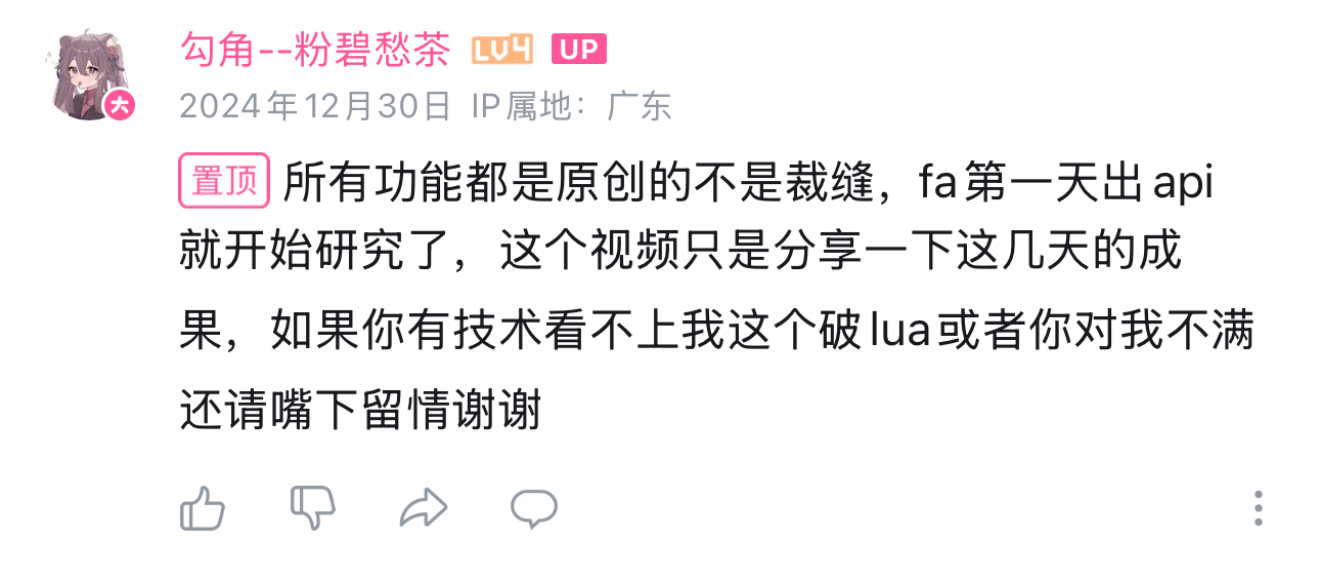 勾角--粉碧愁茶 LV4 UP
大
2024年12月30日 IP属地：广东
置顶 所有功能都是原创的不是裁缝，fa第一天出api
就开始研究了，这个视频只是分享一下这几天的成
果，如果你有技术看不上我这个破lua或者你对我不满
还请嘴下留情谢谢